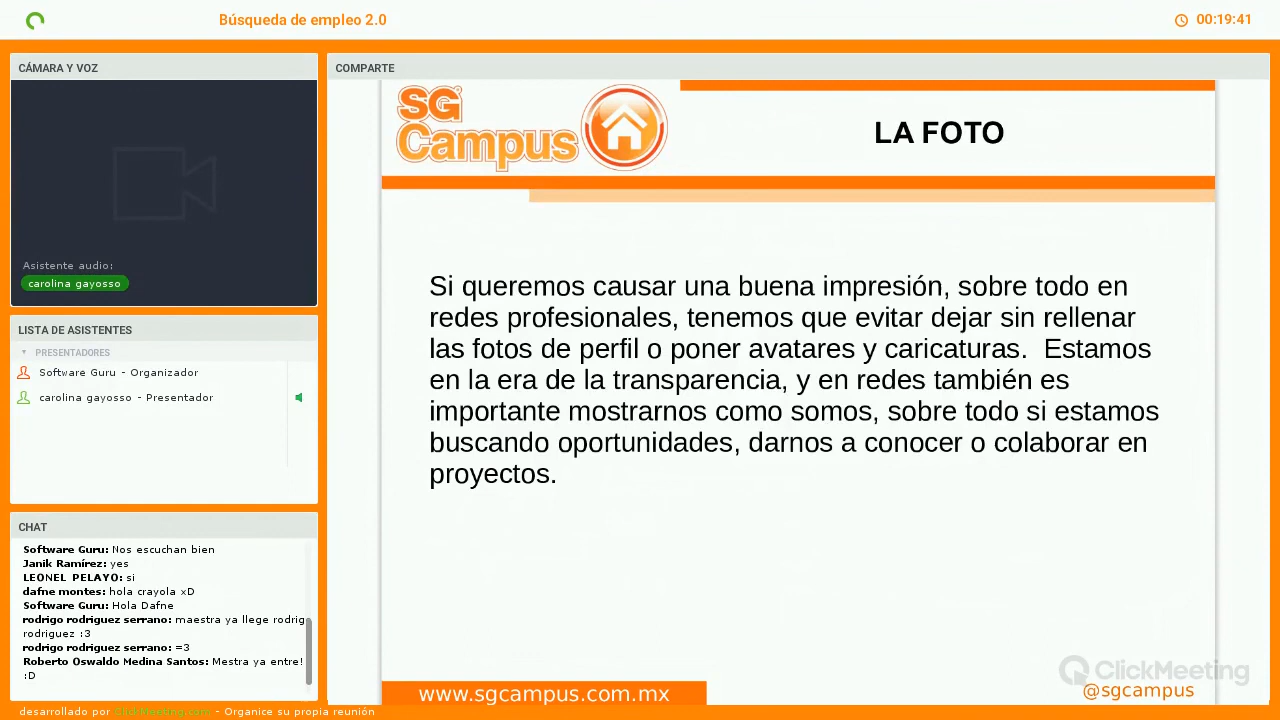 Búsqueda de empleo 2.0
00:19:41
CÁMARA Y VOZ
Asistente audio:
carolina gayosso
LISTA DE ASISTENTES
PRESENTADORES
Software Guru - Organizador
carolina gayosso - Presentador
CHAT
Software Guru: Nos escuchan bien
Janik Ramírez: yes
LEONEL PELAYO: si
dafne montes: hola crayola xD
Software Guru: Hola Dafne
rodrigo rodriguez serrano: maestra ya llege rodrig
rodriguez :3
rodrigo rodriguez serrano: =3
Roberto Oswaldo Medina Santos: Mestra ya entre!
:D
desarrollado por ClickMeeting.com - Organice su propia reunión
COMPARTE
SG
Campus
LA FOTO
Si queremos causar una buena impresión, sobre todo en
redes profesionales, tenemos que evitar dejar sin rellenar
las fotos de perfil o poner avatares y caricaturas. Estamos
en la era de la transparencia, y en redes también es
importante mostrarnos como somos, sobre todo si estamos
buscando oportunidades, darnos a conocer o colaborar en
proyectos.
ClickMeeting
www.sgcampus.com.mx
@sgcampus